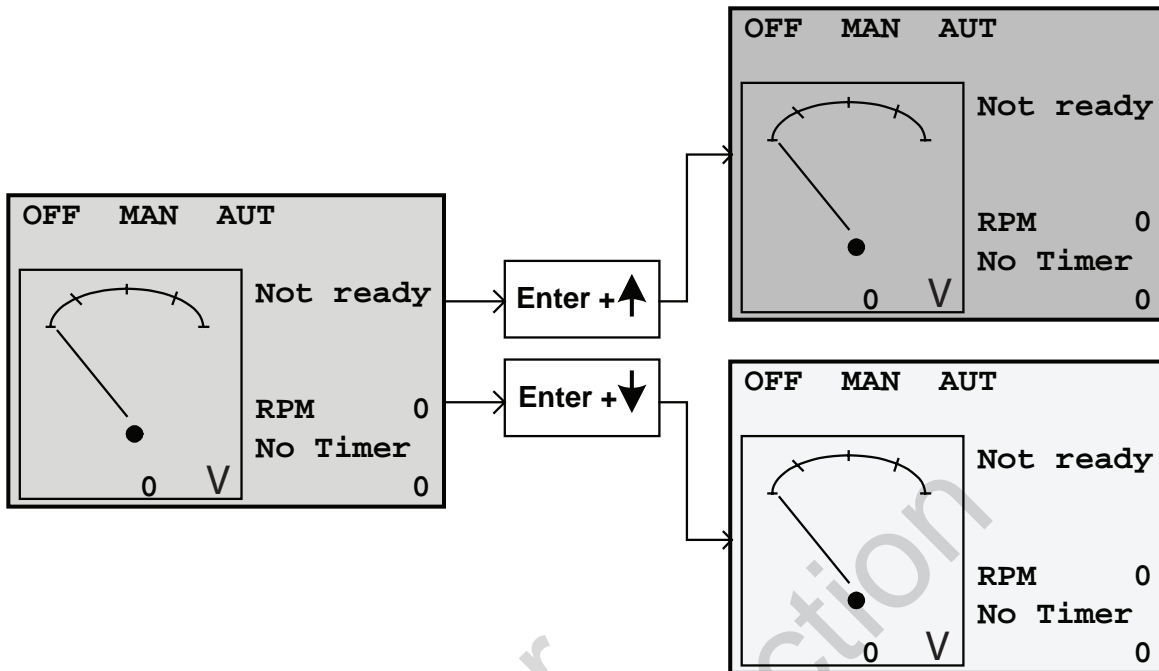 OFF MAN AUT
Not ready
RPM 0
No Timer
0 V 0
Enter +
Enter +
OFF MAN AUT
Not ready
RPM 0
No Timer
0 V 0
OFF MAN AUT
Not ready
RPM 0
No Timer
0 V 0